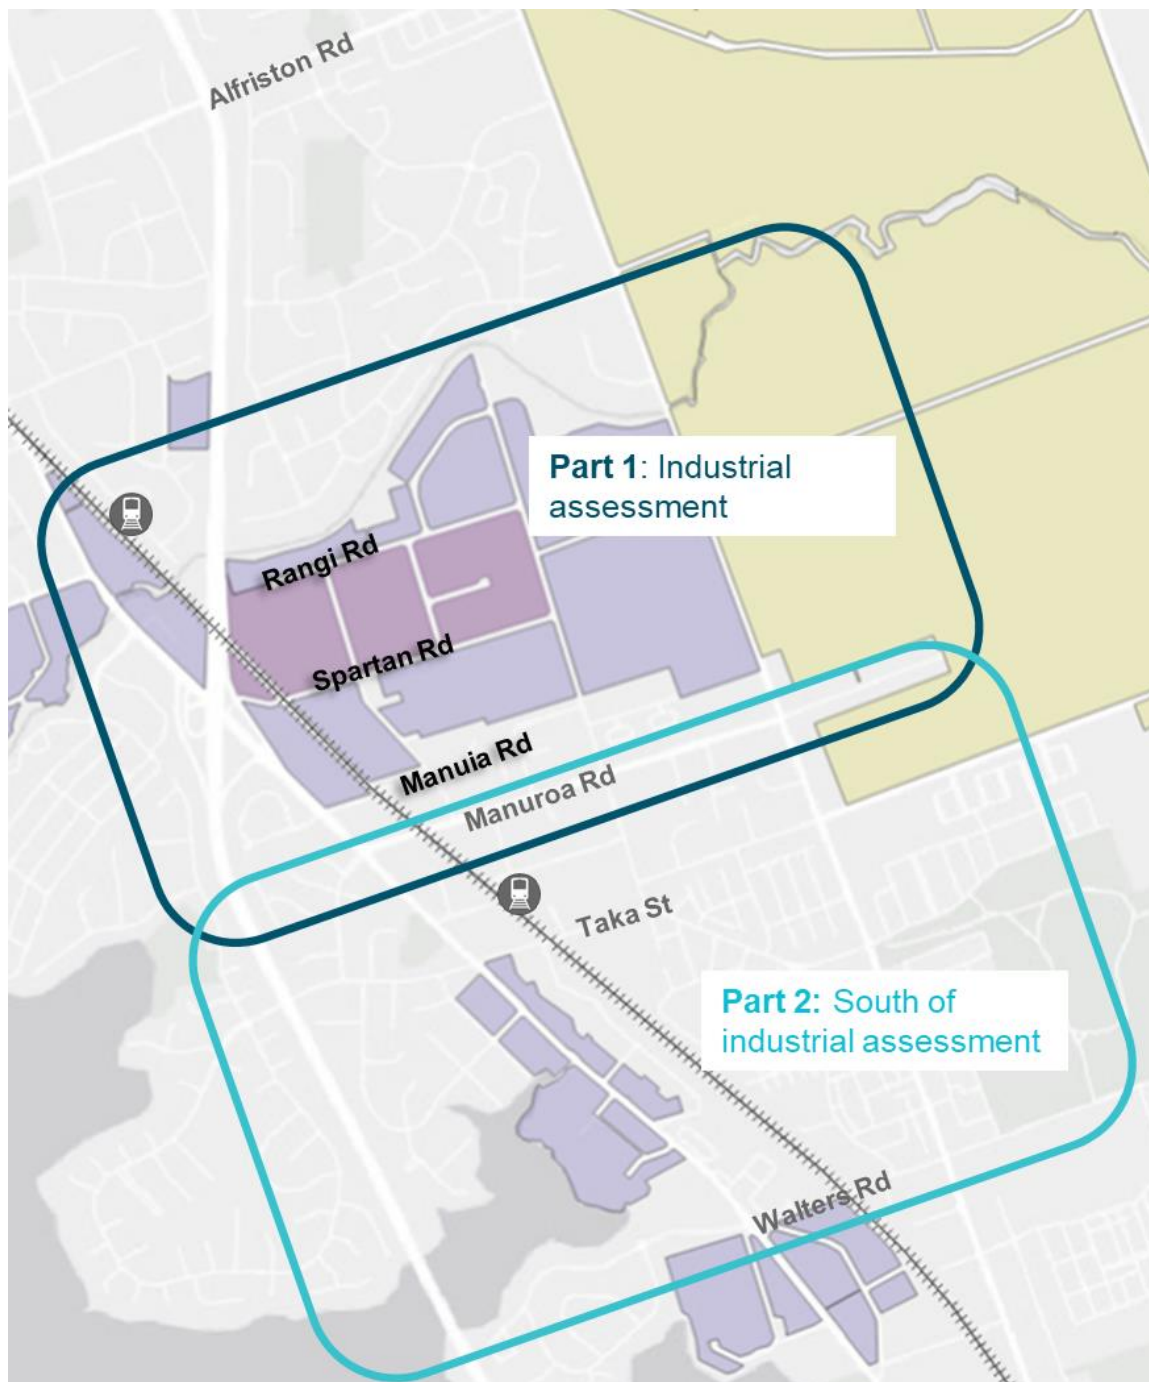 Alfriston Rd
Part 1: Industrial
assessment
Rangi Rd
Spartan Rd
Manuia Rd
Manuroa Rd
Taka St
Part 2: South of
industrial assessment
Walters Rd